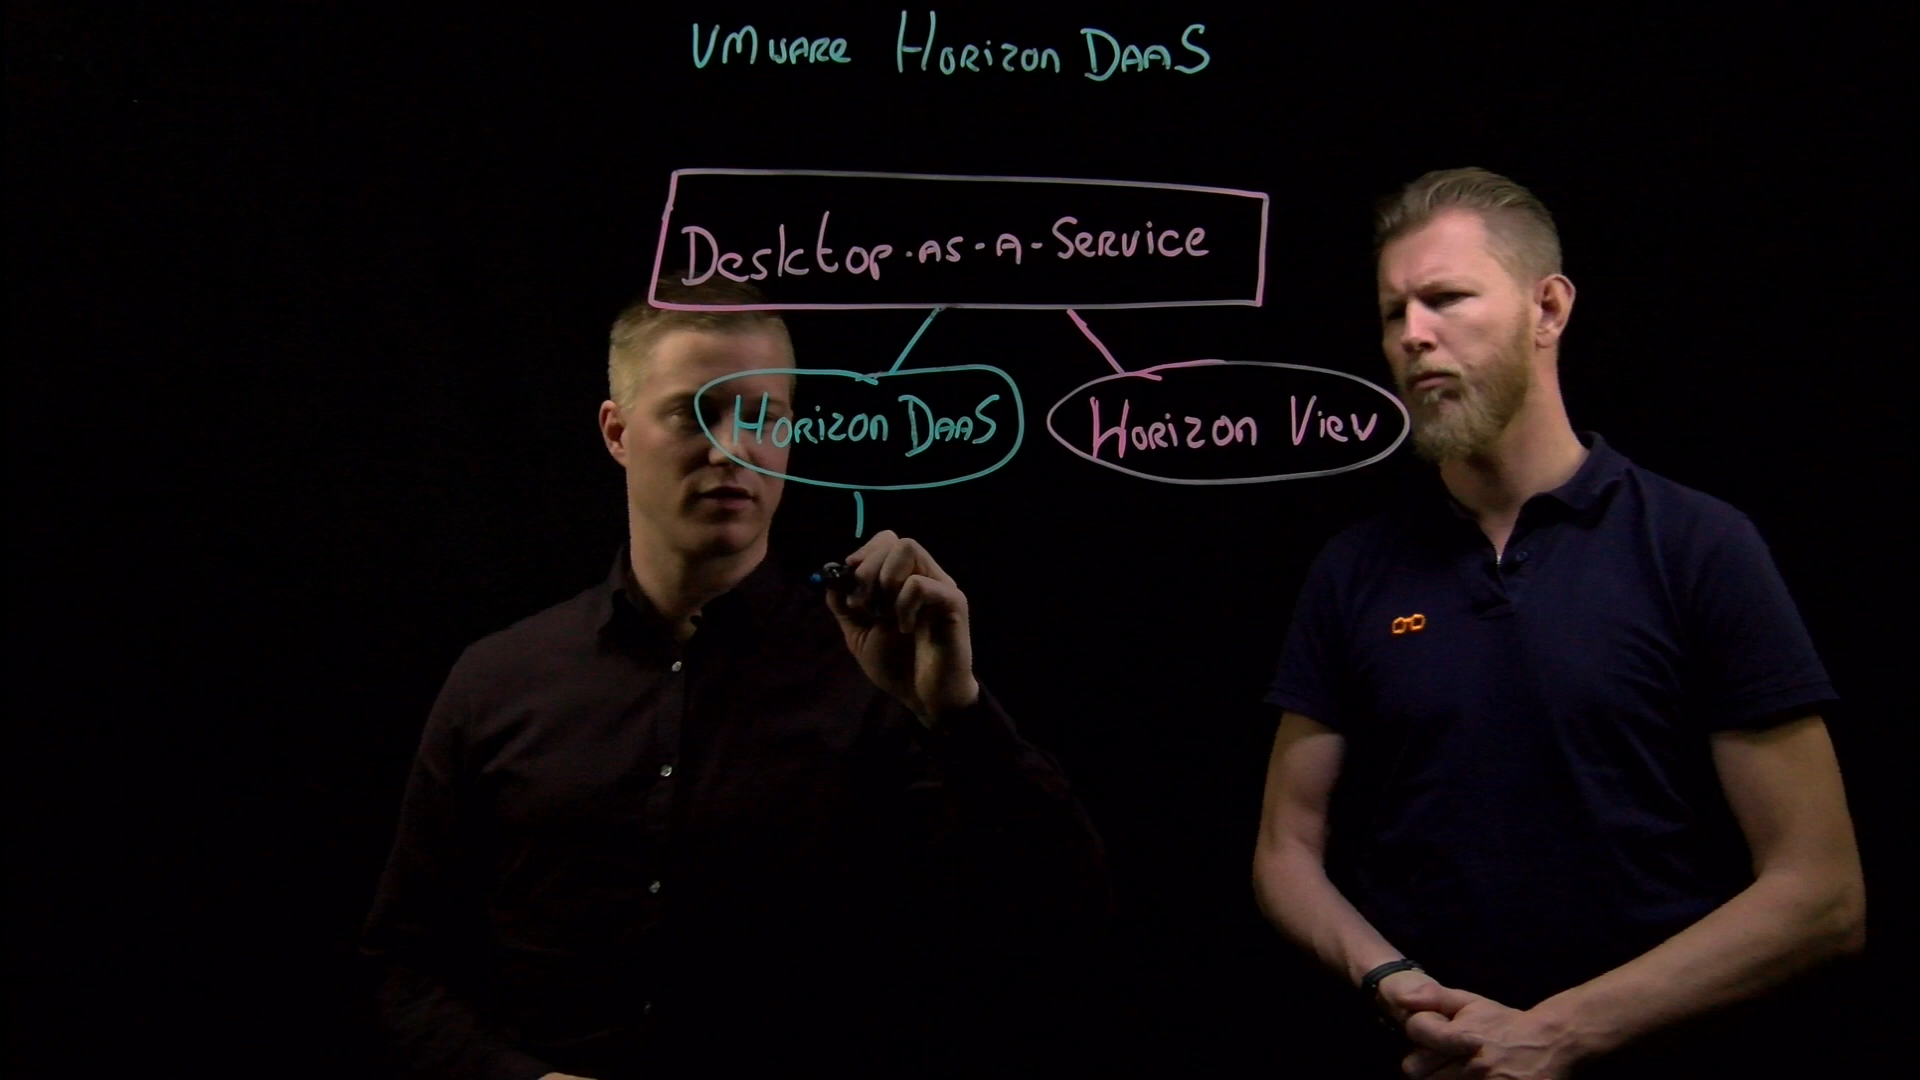 VMware Horizon DaaS
Desktop-as-a-Service
Horizon DaaS
Horizon View